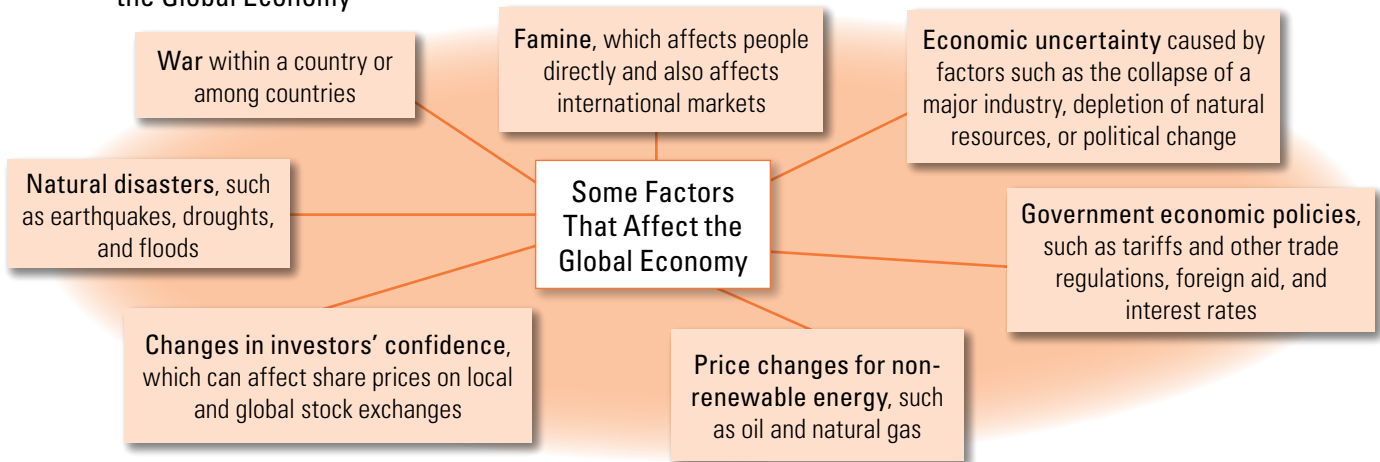 the Global Economy
War within a country or
among countries
Famine, which affects people
directly and also affects
international markets
Economic uncertainty caused by
factors such as the collapse of a
major industry, depletion of natural
resources, or political change
Natural disasters, such
as earthquakes, droughts,
and floods
Some Factors
That Affect the
Global Economy
Government economic policies,
such as tariffs and other trade
regulations, foreign aid, and
interest rates
Changes in investors’ confidence,
which can affect share prices on local
and global stock exchanges
Price changes for non-
renewable energy, such
as oil and natural gas